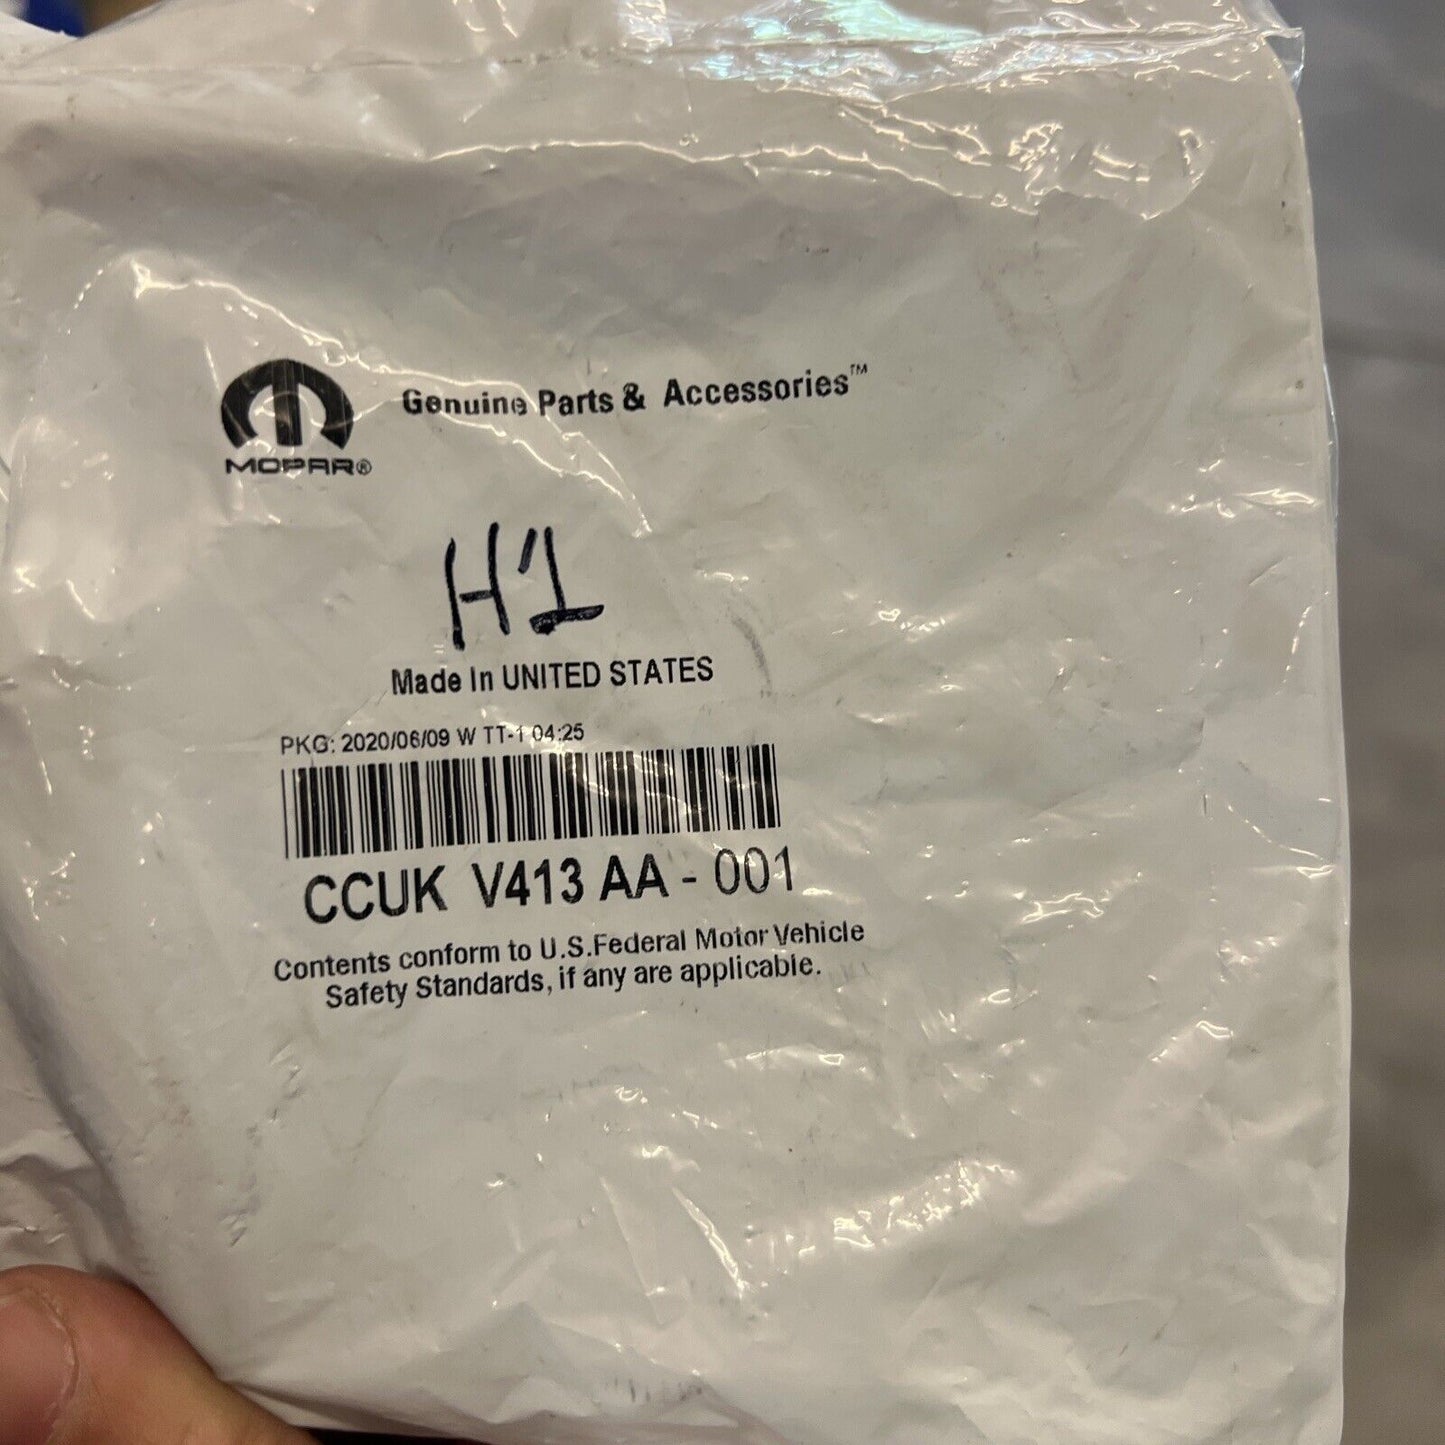 Genuine Parts & Accessories™
MOPAR®
H'1
Made In UNITED STATES
PKG: 2020/06/09 W TT-1 04:25
CCUK V413 AA - 001
Contents conform to U.S.Federal Motor Vehicle
Safety Standards, if any are applicable.